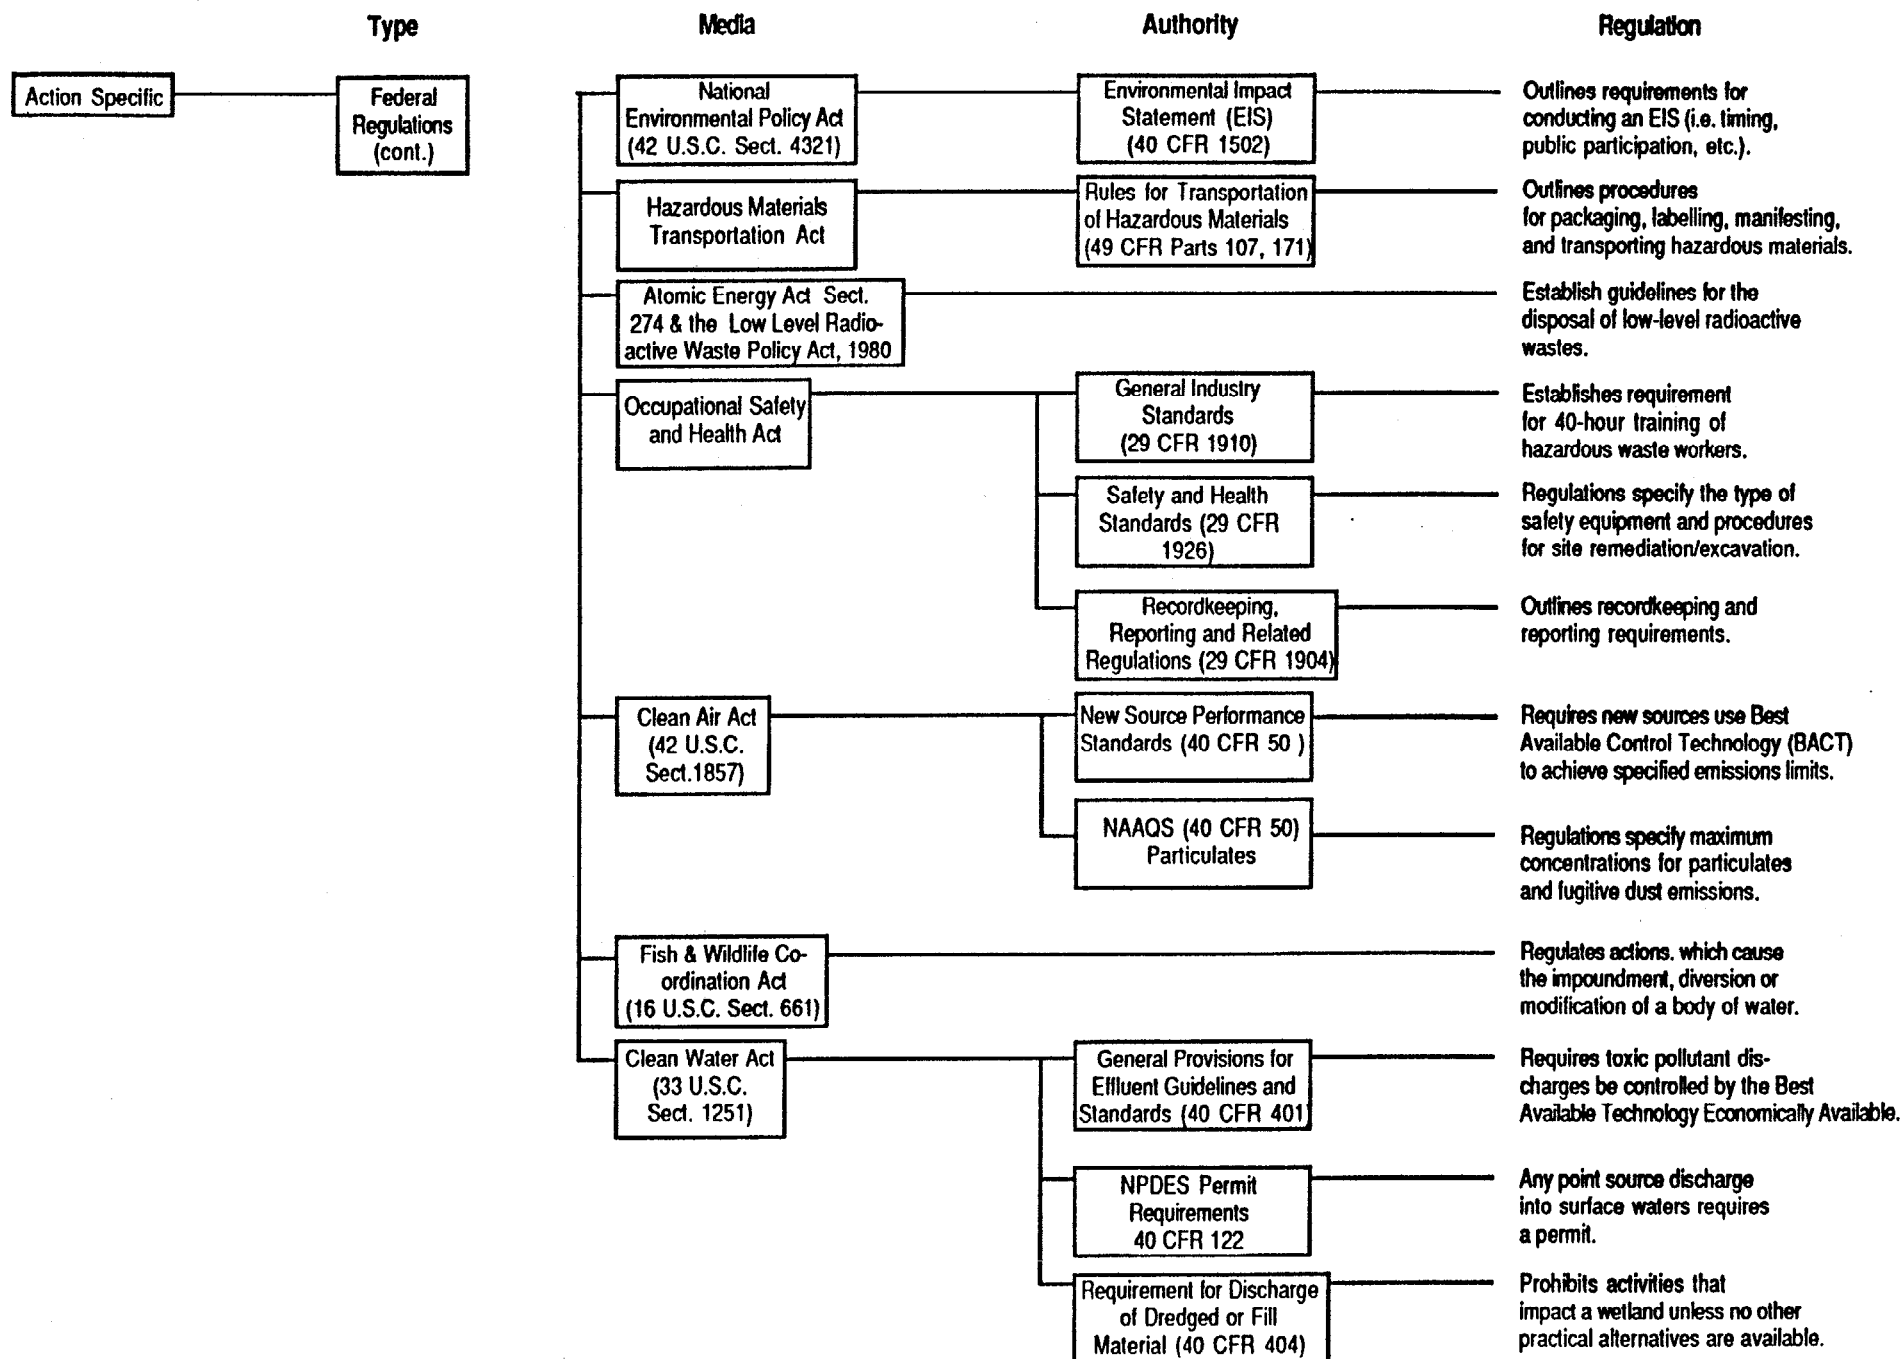 Type
Media
Authority
Regulation
Action Specific
Federal
Regulations
(cont.)
National
Environmental Policy Act
(42 U.S.C. Sect. 4321)
Environmental Impact
Statement (EIS)
(40 CFR 1502)
Outlines requirements for
conducting an EIS (i.e. timing,
public participation, etc.).
Hazardous Materials
Transportation Act
Rules for Transportation
of Hazardous Materials
(49 CFR Parts 107, 171)
Outlines procedures
for packaging, labelling, manifesting,
and transporting hazardous materials.
Atomic Energy Act Sect.
274 & the Low Level Radio-
active Waste Policy Act, 1980
Establish guidelines for the
disposal of low-level radioactive
wastes.
Occupational Safety
and Health Act
General Industry
Standards
(29 CFR 1910)
Establishes requirement
for 40-hour training of
hazardous waste workers.
Safety and Health
Standards (29 CFR
1926)
Regulations specify the type of
safety equipment and procedures
for site remediation/excavation.
Recordkeeping,
Reporting and Related
Regulations (29 CFR 1904)
Outlines recordkeeping and
reporting requirements.
Clean Air Act
(42 U.S.C.
Sect.1857)
New Source Performance
Standards (40 CFR 50 )
Requires new sources use Best
Available Control Technology (BACT)
to achieve specified emissions limits.
NAAQS (40 CFR 50)
Particulates
Regulations specify maximum
concentrations for particulates
and fugitive dust emissions.
Fish & Wildlife Co-
ordination Act
(16 U.S.C. Sect. 661)
Regulates actions. which cause
the impoundment, diversion or
modification of a body of water.
Clean Water Act
(33 U.S.C.
Sect. 1251)
General Provisions for
Effluent Guidelines and
Standards (40 CFR 401)
Requires toxic pollutant dis-
charges be controlled by the Best
Available Technology Economically Available.
NPDES Permit
Requirements
40 CFR 122
Any point source discharge
into surface waters requires
a permit.
Requirement for Discharge
of Dredged or Fill
Material (40 CFR 404)
Prohibits activities that
impact a wetland unless no other
practical alternatives are available.